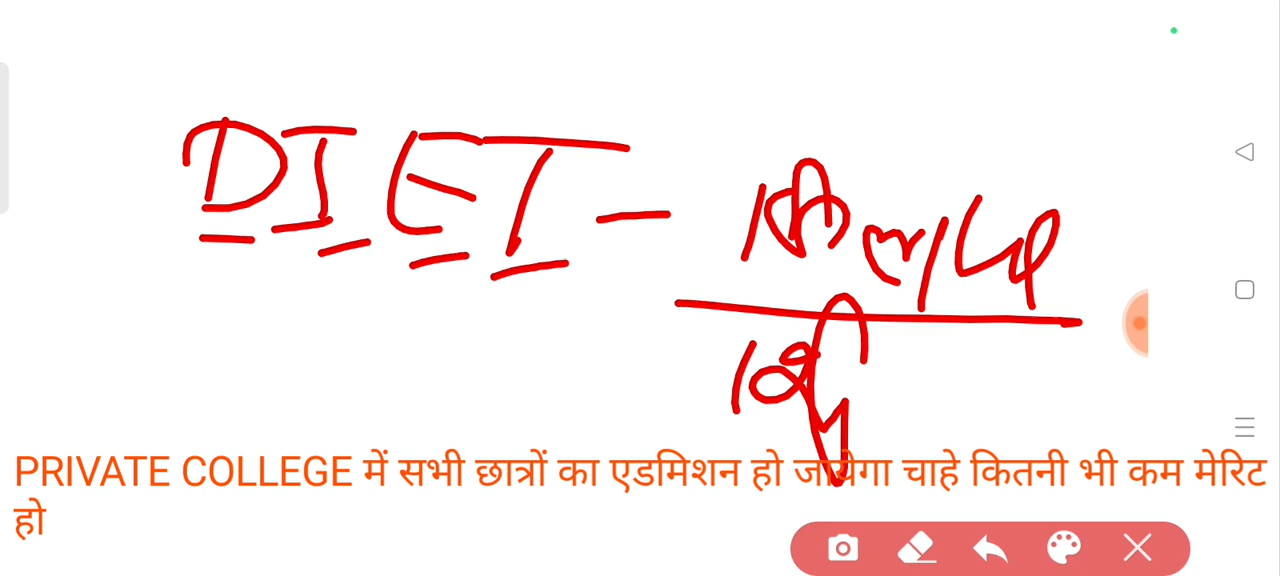 DIET -
PRIVATE COLLEGE में सभी छात्रों का एडमिशन हो जायेगा चाहे कितनी भी कम मेरिट
हो